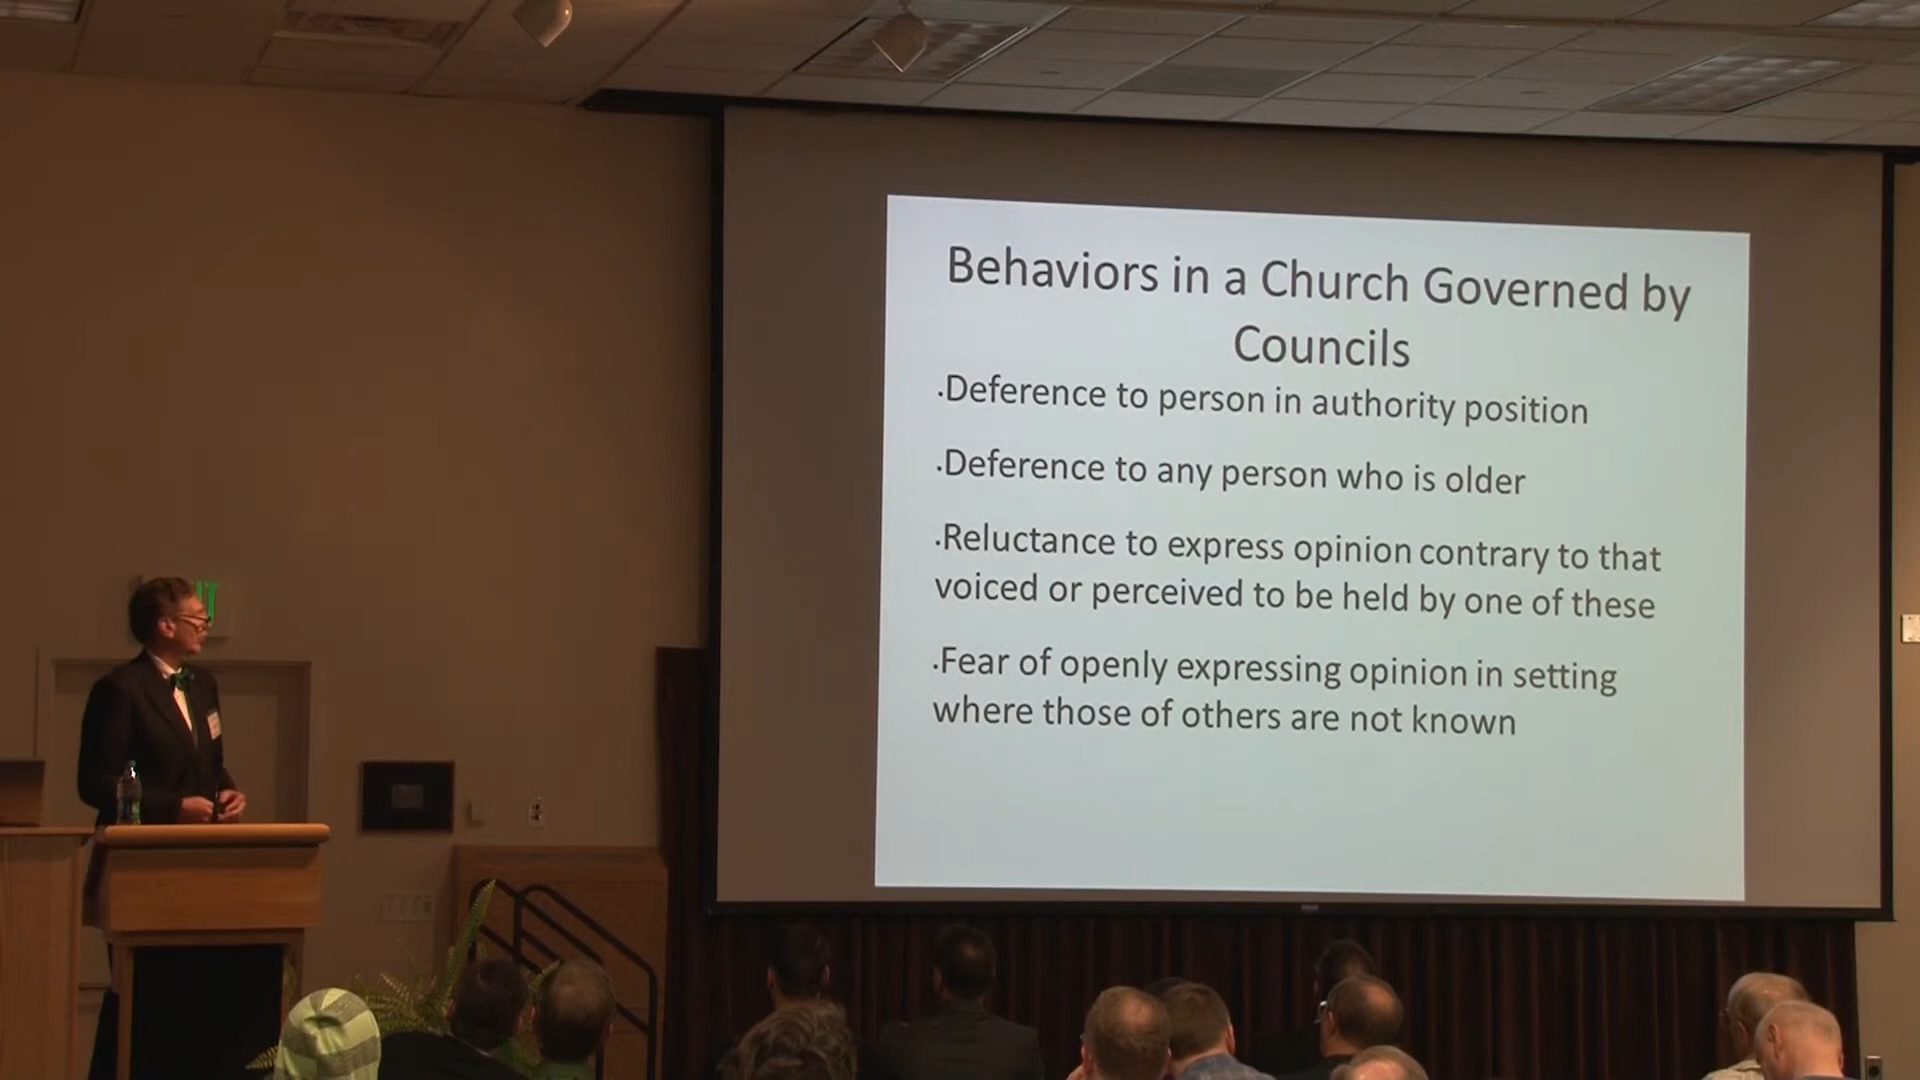 Behaviors in a Church Governed by
Councils
.Deference to person in authority position
.Deference to any person who is older
.Reluctance to express opinion contrary to that
voiced or perceived to be held by one of these
.Fear of openly expressing opinion in setting
where those of others are not known